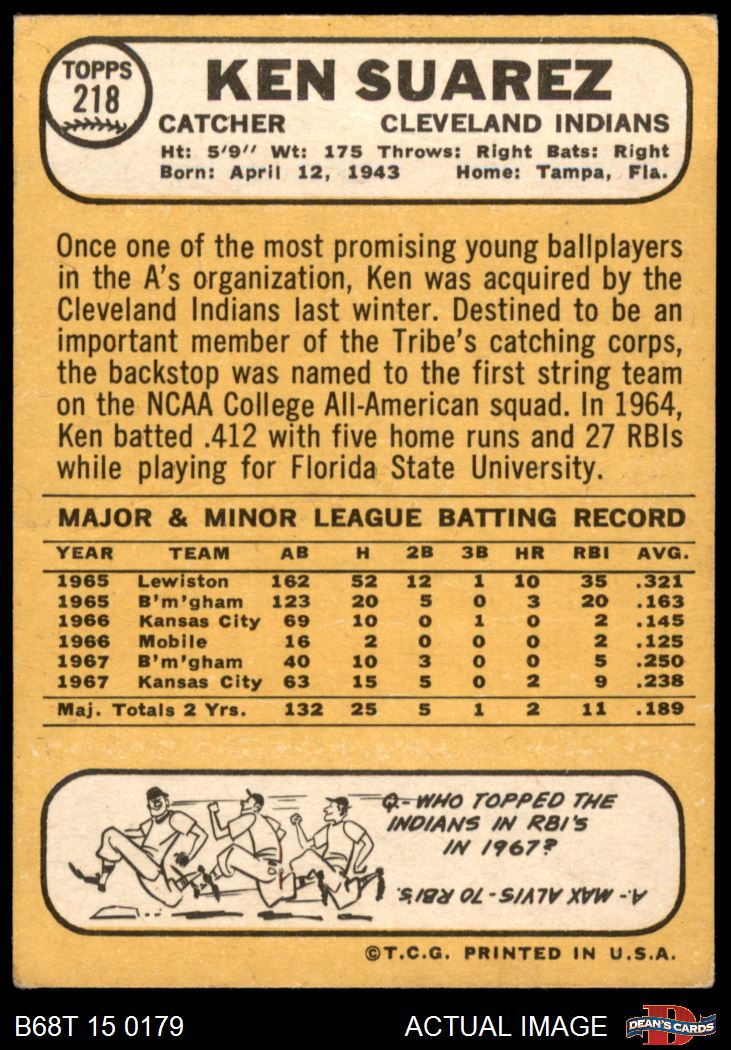 TOPPS
218
KEN SUAREZ
CATCHER CLEVELAND INDIANS
Ht: 5'9" Wt: 175 Throws: Right Bats: Right
Born: April 12, 1943 Home: Tampa, Fla.
Once one of the most promising young ballplayers
in the A's organization, Ken was acquired by the
Cleveland Indians last winter. Destined to be an
important member of the Tribe's catching corps,
the backstop was named to the first string team
on the NCAA College All-American squad. In 1964,
Ken batted .412 with five home runs and 27 RBIs
while playing for Florida State University.
MAJOR & MINOR LEAGUE BATTING RECORD
YEAR TEAM AB H 2B 3B HR RBI AVG.
1965 Lewiston 162 52 12 1 10 35 .321
1965 B'm'gham 123 20 5 0 3 20 .163
1966 Kansas City 69 10 0 1 0 2 .145
1966 Mobile 16 2 0 0 0 2 .125
1967 B'm'gham 40 10 3 0 0 5 .250
1967 Kansas City 63 15 5 0 2 9 .238
Maj. Totals 2 Yrs. 132 25 5 1 2 11 .189
Q-WHO TOPPED THE
INDIANS IN RBI'S
IN 1967?
A. MAX ALVIS-70 RBI'S.
©T.C.G. PRINTED IN U.S.A.
B68T 15 0179 ACTUAL IMAGE
D
DEAN'S CARDS